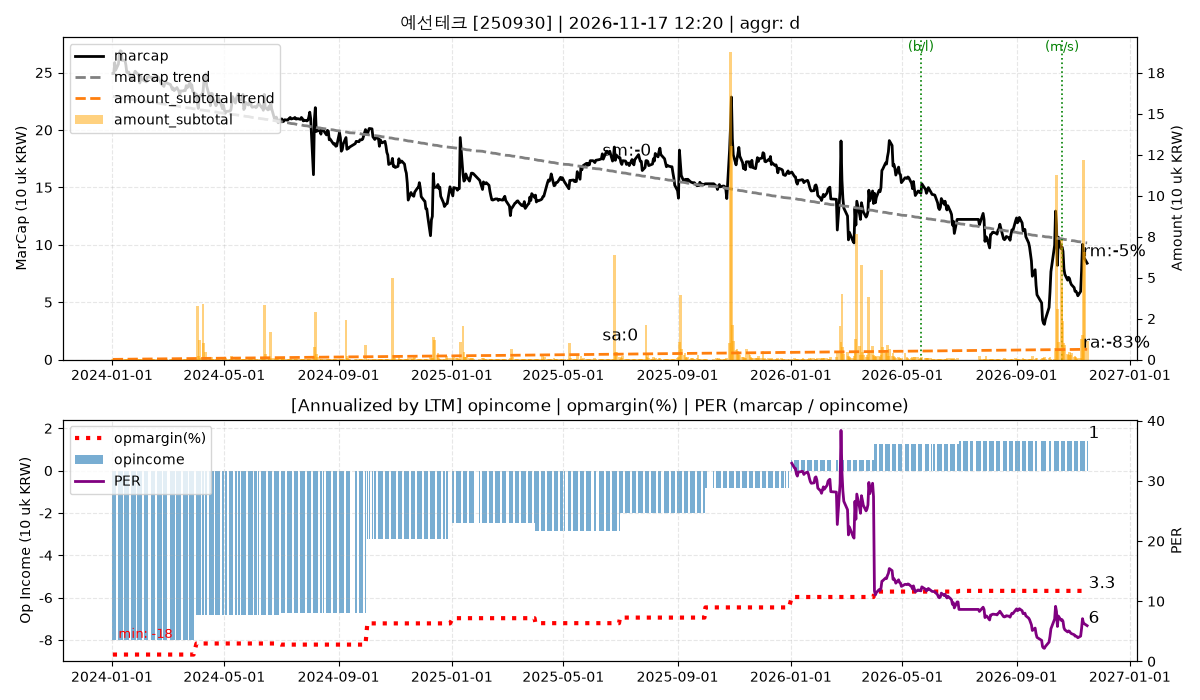 예선테크 [250930] | 2026-11-17 12:20 | aggr: d
(b/l)
(m/s)
marcap
marcap trend
amount_subtotal trend
amount_subtotal
25
20
15
10
5
0
18
15
12
10
8
5
2
0
MarCap (10 uk KRW)
Amount (10 uk KRW)
sm:-0
rm:-5%
sa:0
ra:-83%
2024-01-01
2024-05-01
2024-09-01
2025-01-01
2025-05-01
2025-09-01
2026-01-01
2026-05-01
2026-09-01
2027-01-01
[Annualized by LTM] opincome | opmargin(%) | PER (marcap / opincome)
opmargin(%)
opincome
PER
2
0
-2
-4
-6
-8
40
30
20
10
0
Op Income (10 uk KRW)
PER
1
3.3
6
min: -18
2024-01-01
2024-05-01
2024-09-01
2025-01-01
2025-05-01
2025-09-01
2026-01-01
2026-05-01
2026-09-01
2027-01-01